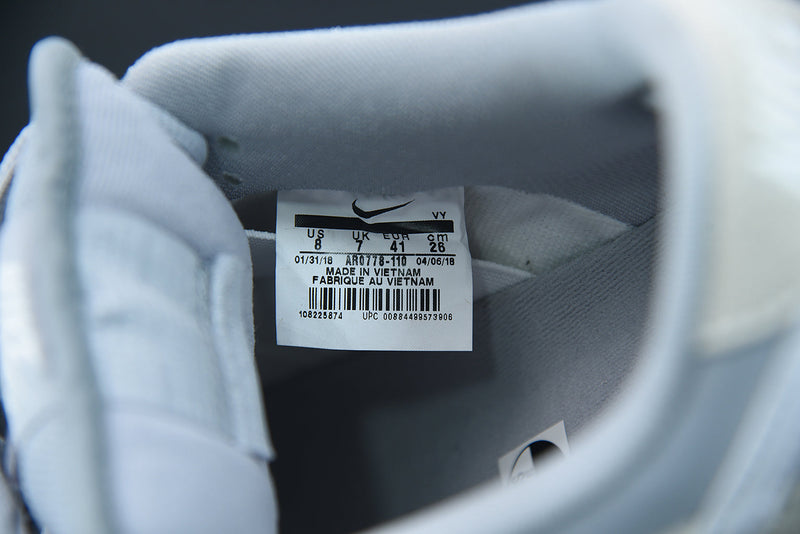 VY
US UK EUR cm
8 7 41 26
01/31/18 AR0778-110 04/06/18
MADE IN VIETNAM
FABRIQUE AU VIETNAM
108225874 UPC 00884499573906